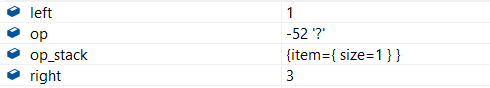 left 1
op -52 '?'
op_stack {item={ size=1 } }
right 3